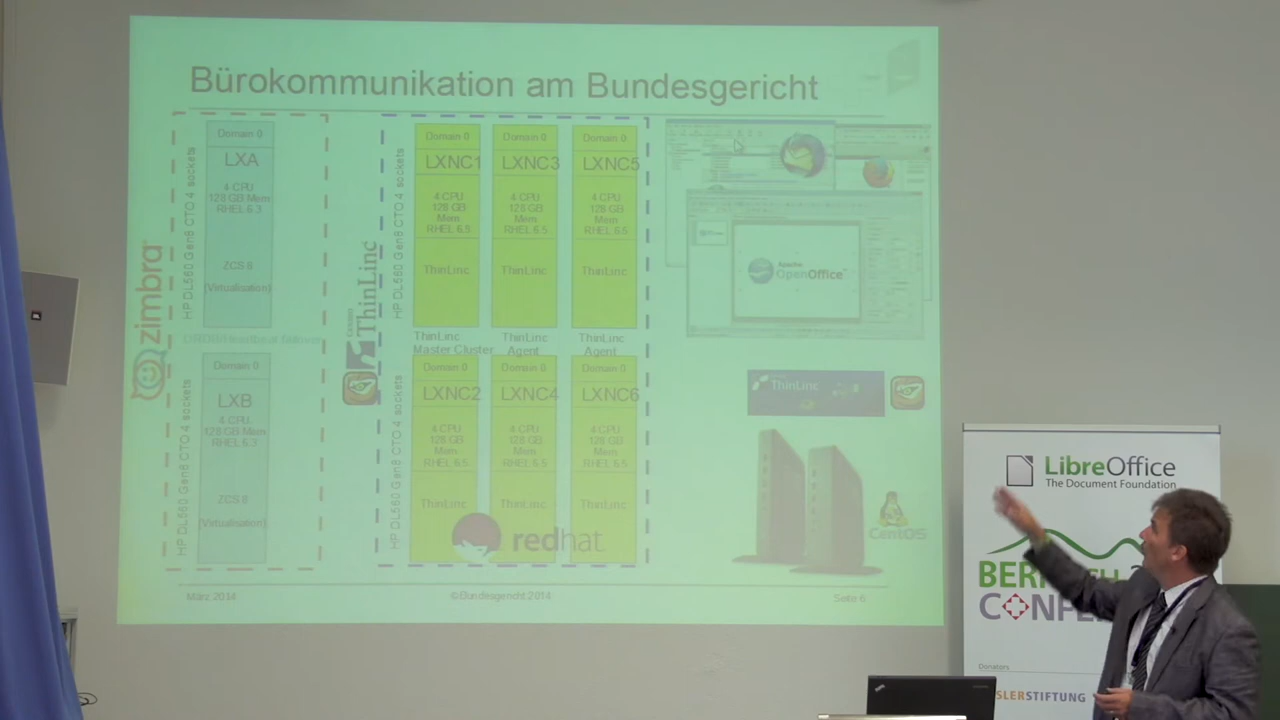 Bürokommunikation am Bundesgericht
zimbra
HP DL560 Gen8 CTO 4 sockets
Domain 0
LXA
4 CPU
128 GB Mem
RHEL 6.3
ZCS 8
(Virtualisation)
HP DL560 Gen8 CTO 4 sockets
Domain 0
LXB
4 CPU
128 GB Mem
RHEL 6.3
ZCS 8
(Virtualisation)
ThinLinc
HP DL560 Gen8 CTO 4 sockets
Domain 0
LXNC1
4 CPU
128 GB
Mem
RHEL 6.5
ThinLinc
Domain 0
LXNC3
4 CPU
128 GB
Mem
RHEL 6.5
ThinLinc
Domain 0
LXNC5
4 CPU
128 GB
Mem
RHEL 6.5
ThinLinc
ThinLinc
Master Cluster
ThinLinc
Agent
ThinLinc
Agent
HP DL560 Gen8 CTO 4 sockets
Domain 0
LXNC2
4 CPU
128 GB
Mem
RHEL 6.5
ThinLinc
Domain 0
LXNC4
4 CPU
128 GB
Mem
RHEL 6.5
ThinLinc
Domain 0
LXNC6
4 CPU
128 GB
Mem
RHEL 6.5
ThinLinc
redhat
Apache
OpenOffice
ThinLinc
CentOS
März 2014
©Bundesgericht 2014
Seite 6
LibreOffice
The Document Foundation
BER
CONFE
Donators
SLERSTIFTUNG